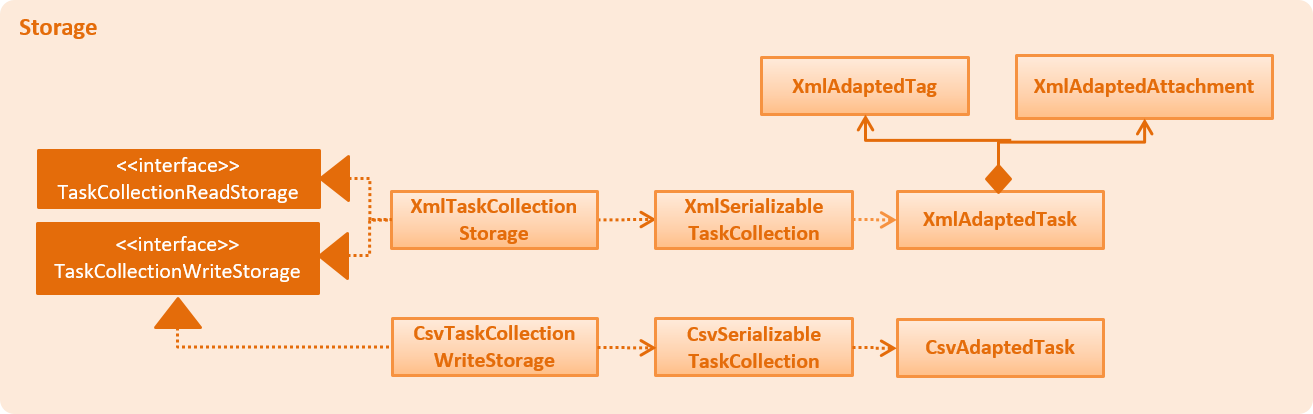 Storage
XmlAdaptedTag
XmlAdaptedAttachment
<<interface>>
TaskCollectionReadStorage
<<interface>>
TaskCollectionWriteStorage
XmlTaskCollection
Storage
XmlSerializable
TaskCollection
XmlAdaptedTask
CsvTaskCollection
WriteStorage
CsvSerializable
TaskCollection
CsvAdaptedTask